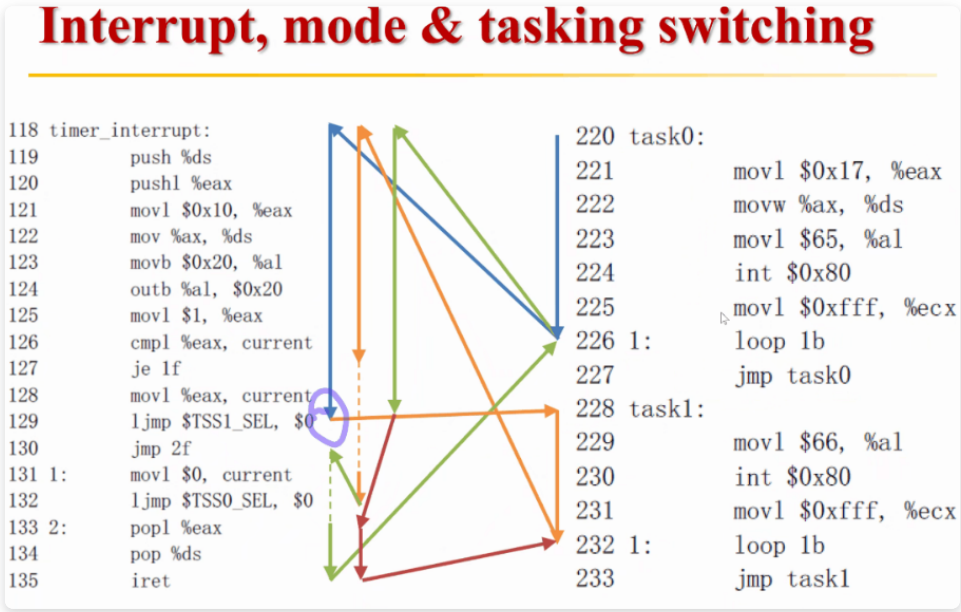 Interrupt, mode & tasking switching
118 timer_interrupt:
119 push %ds
120 pushl %eax
121 movl $0x10, %eax
122 mov %ax, %ds
123 movb $0x20, %al
124 outb %al, $0x20
125 movl $1, %eax
126 cmpl %eax, current
127 je 1f
128 movl %eax, current
129 ljmp $TSS1_SEL, $0
130 jmp 2f
131 1: movl $0, current
132 ljmp $TSS0_SEL, $0
133 2: popl %eax
134 pop %ds
135 iret
220 task0:
221 movl $0x17, %eax
222 movw %ax, %ds
223 movl $65, %al
224 int $0x80
225 movl $0xfff, %ecx
226 1: loop 1b
227 jmp task0
228 task1:
229 movl $66, %al
230 int $0x80
231 movl $0xfff, %ecx
232 1: loop 1b
233 jmp task1